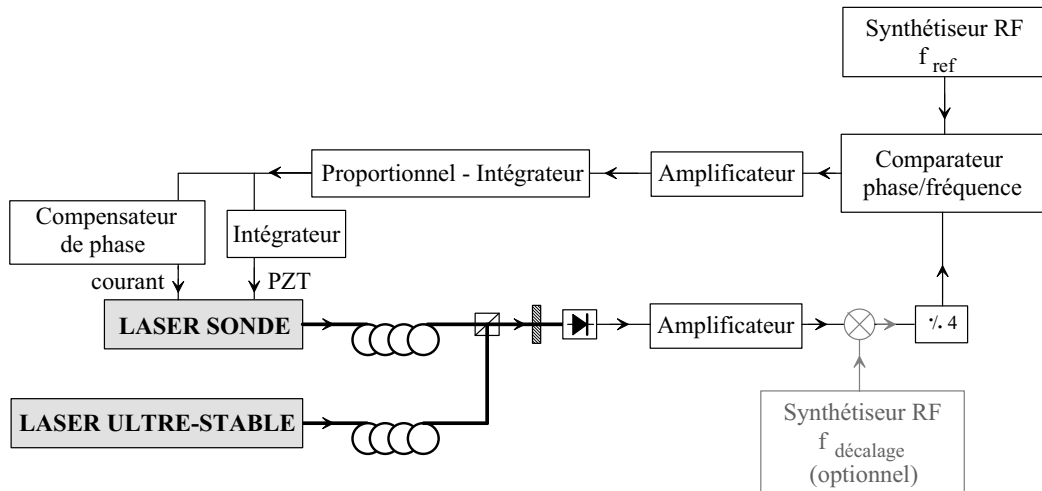 Synthétiseur RF
f ref
Proportionnel - Intégrateur
Amplificateur
Comparateur
phase/fréquence
Compensateur
de phase
Intégrateur
courant
PZT
LASER SONDE
Amplificateur
·/. 4
LASER ULTRE-STABLE
Synthétiseur RF
f décalage
(optionnel)